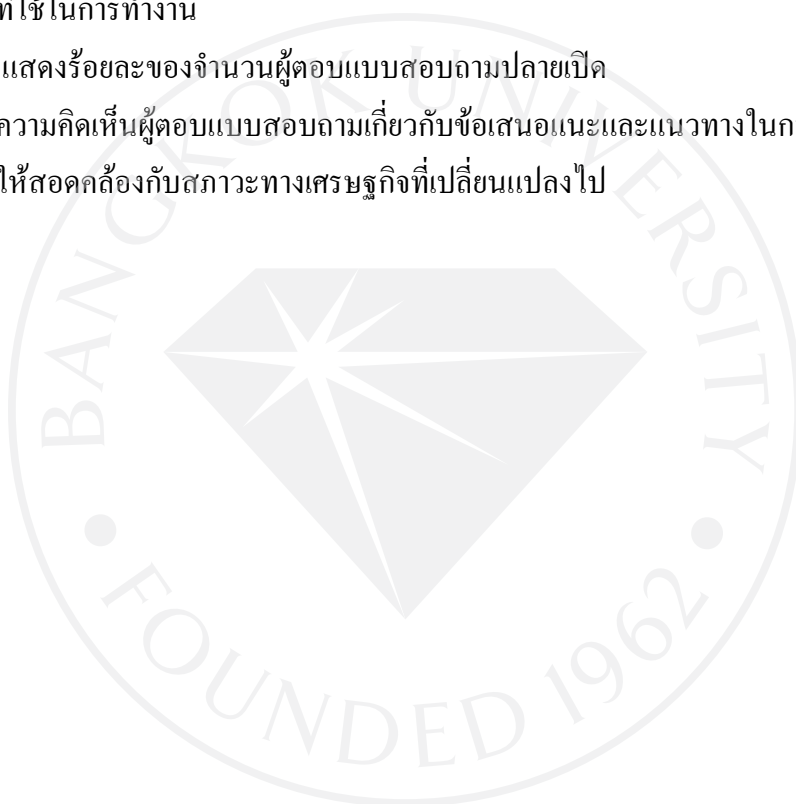 ที่ใช้ในการทำงาน
แสดงร้อยละของจำนวนผู้ตอบแบบสอบถามปลายเปิด
ความคิดเห็นผู้ตอบแบบสอบถามเกี่ยวกับข้อเสนอแนะและแนวทางในก
ให้สอดคล้องกับสภาวะทางเศรษฐกิจที่เปลี่ยนแปลงไป
BANGKOK UNIVERSITY
FOUNDED 1962